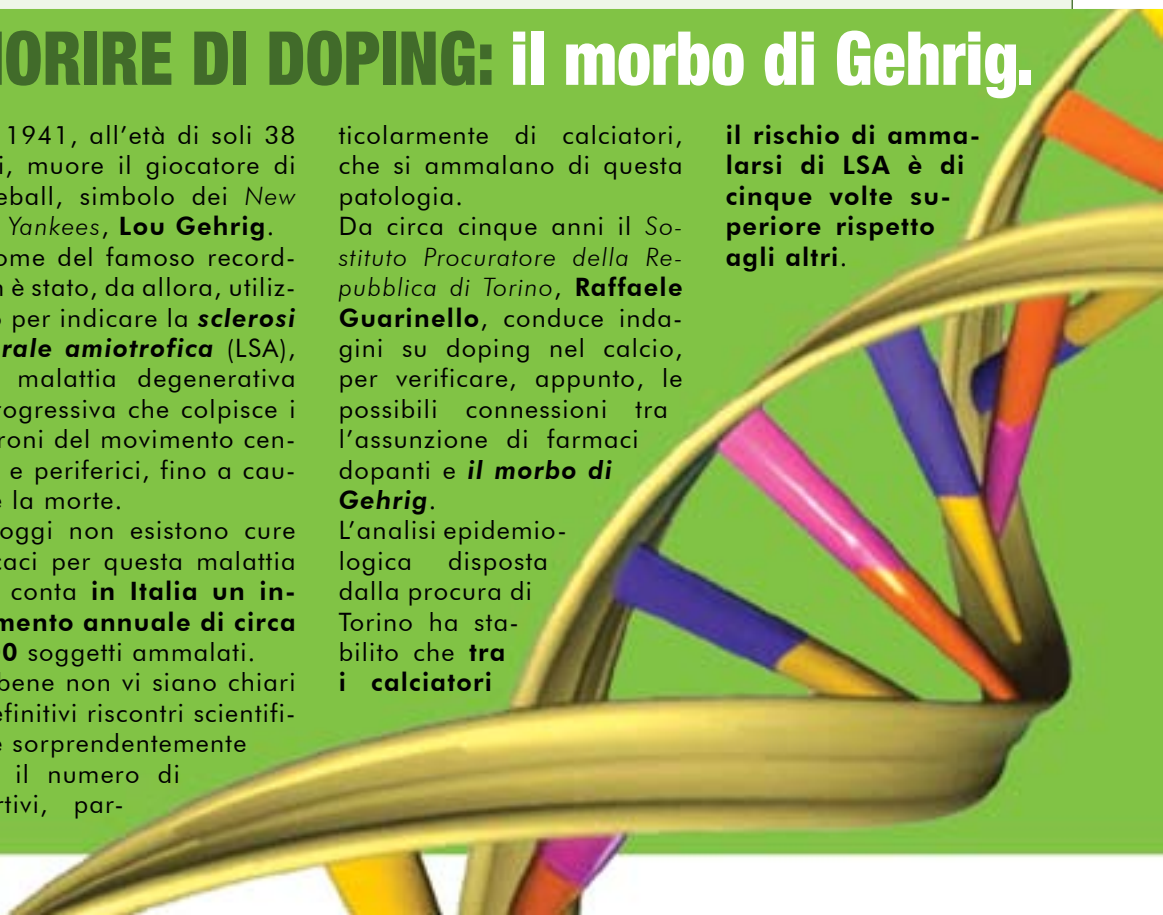 MORIRE DI DOPING: il morbo di Gehrig.
1941, all'età di soli 38
i, muore il giocatore di
eball, simbolo dei New
Yankees, Lou Gehrig.
ome del famoso record-
n è stato, da allora, utiliz-
o per indicare la sclerosi
rale amiotrofica (LSA),
malattia degenerativa
rogressiva che colpisce i
roni del movimento cen-
e periferici, fino a cau-
e la morte.
oggi non esistono cure
caci per questa malattia
conta in Italia un in-
mento annuale di circa
0 soggetti ammalati.
bene non vi siano chiari
efinitivi riscontri scientifi-
e sorprendentemente
il numero di
rtivi, par-
ticolarmente di calciatori,
che si ammalano di questa
patologia.
Da circa cinque anni il So-
stituto Procuratore della Re-
pubblica di Torino, Raffaele
Guarinello, conduce inda-
gini su doping nel calcio,
per verificare, appunto, le
possibili connessioni tra
l'assunzione di farmaci
dopanti e il morbo di
Gehrig.
L'analisi epidemio-
logica disposta
dalla procura di
Torino ha sta-
bilito che tra
i calciatori
il rischio di amma-
larsi di LSA è di
cinque volte su-
periore rispetto
agli altri.